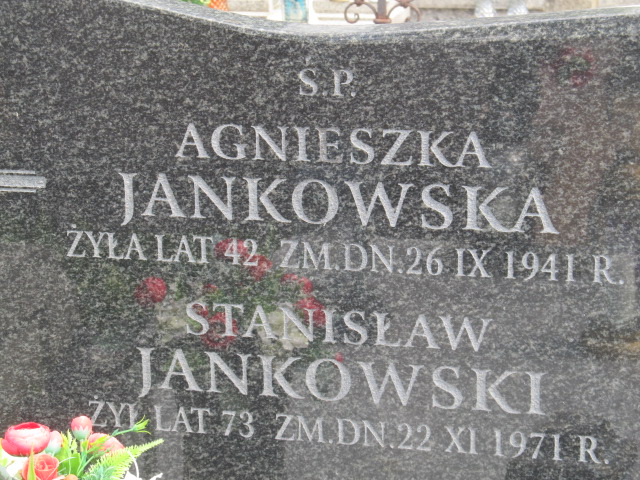 S.P.
AGNIESZKA
JANKOWSKA
ŻYŁA LAT 42 ZM.DN.26 IX 1941 R.
STANISŁAW
JANKOWSKI
ŻYŁ LAT 73 ZM.DN.22 XI 1971 R.